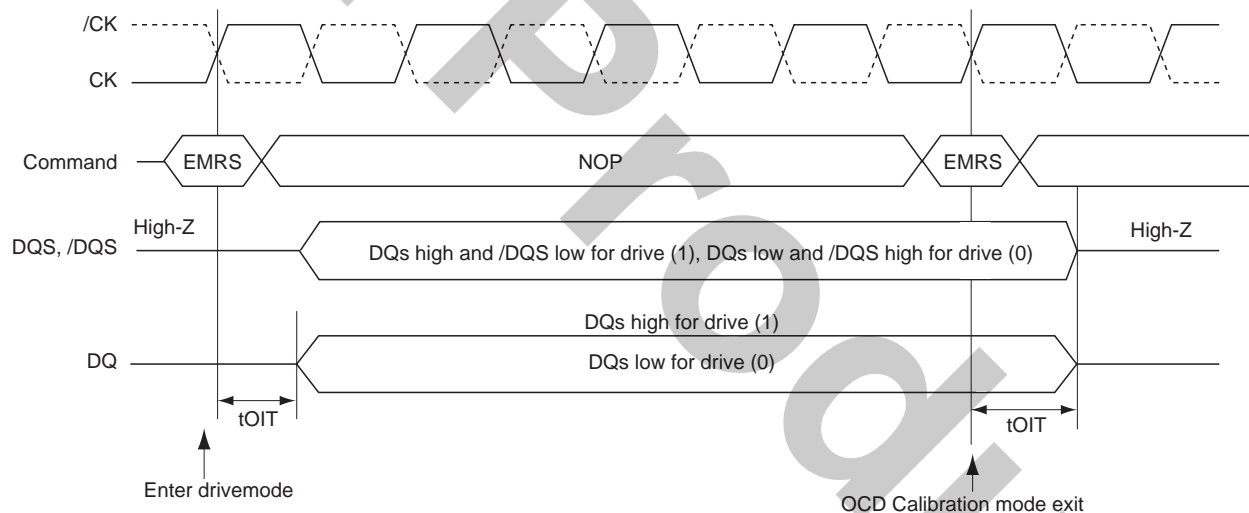 /CK
CK
Command
EMRS
NOP
EMRS
DQS, /DQS
High-Z
DQs high and /DQS low for drive (1), DQs low and /DQS high for drive (0)
High-Z
DQs high for drive (1)
DQ
DQs low for drive (0)
tOIT
tOIT
Enter drivemode
OCD Calibration mode exit